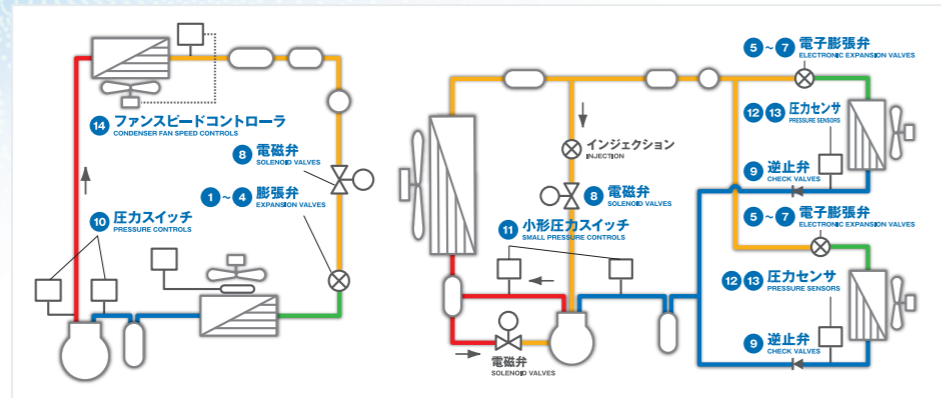 14 ファンスピードコントローラ
CONDENSER FAN SPEED CONTROLS
8 電磁弁
SOLENOID VALVES
1 ~ 4 膨張弁
EXPANSION VALVES
10 圧力スイッチ
PRESSURE CONTROLS
5 ~ 7 電子膨張弁
ELECTRONIC EXPANSION VALVES
12 13 圧力センサ
PRESSURE SENSORS
インジェクション
INJECTION
9 逆止弁
CHECK VALVES
8 電磁弁
SOLENOID VALVES
5 ~ 7 電子膨張弁
ELECTRONIC EXPANSION VALVES
11 小形圧力スイッチ
SMALL PRESSURE CONTROLS
12 13 圧力センサ
PRESSURE SENSORS
9 逆止弁
CHECK VALVES
電磁弁
SOLENOID VALVES